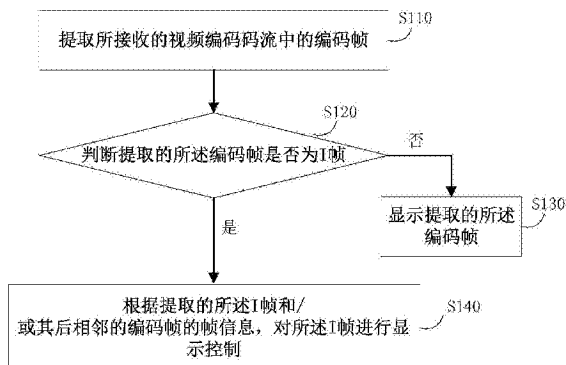 S110
提取所接收的视频编码码流中的编码帧
S120
判断提取的所述编码帧是否为I帧
否
S130
显示提取的所述
编码帧
是
S140
根据提取的所述I帧和/
或其后相邻的编码帧的帧信息，对所述I帧进行显
示控制